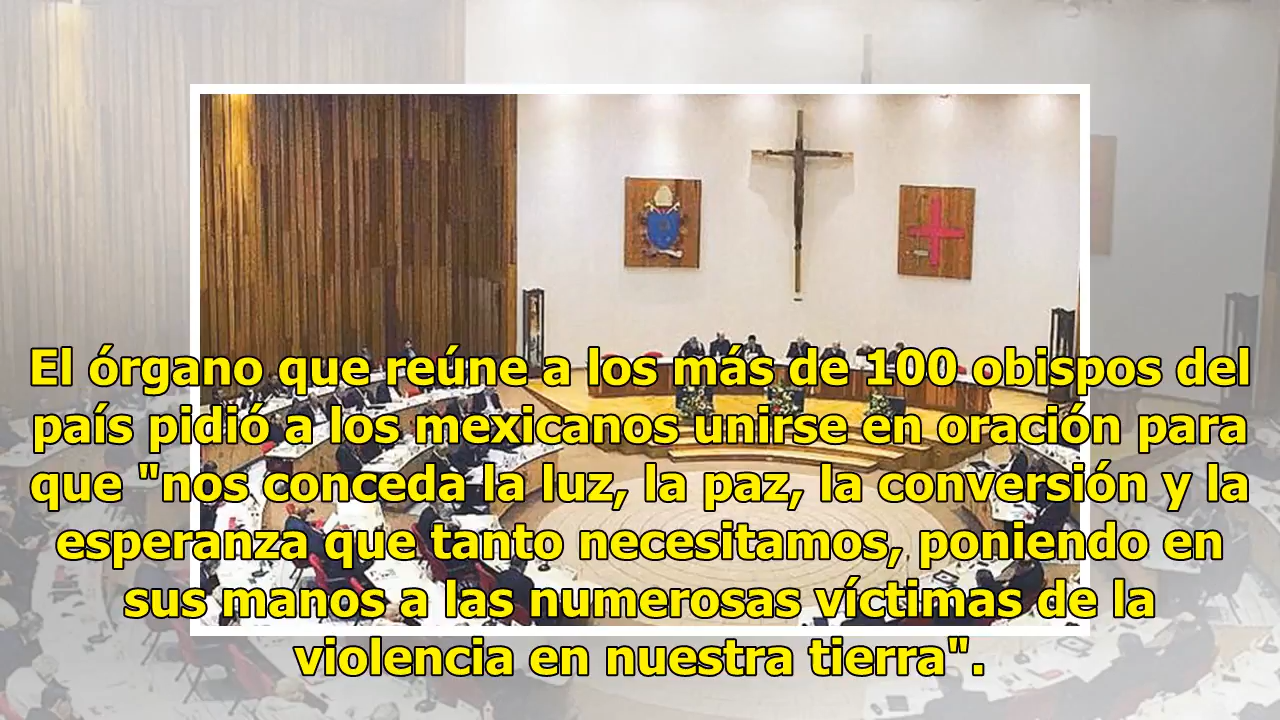 El órgano que reúne a los más de 100 obispos del
país pidió a los mexicanos unirse en oración para
que "nos conceda la luz, la paz, la conversión y la
esperanza que tanto necesitamos, poniendo en
sus manos a las numerosas víctimas de la
violencia en nuestra tierra".